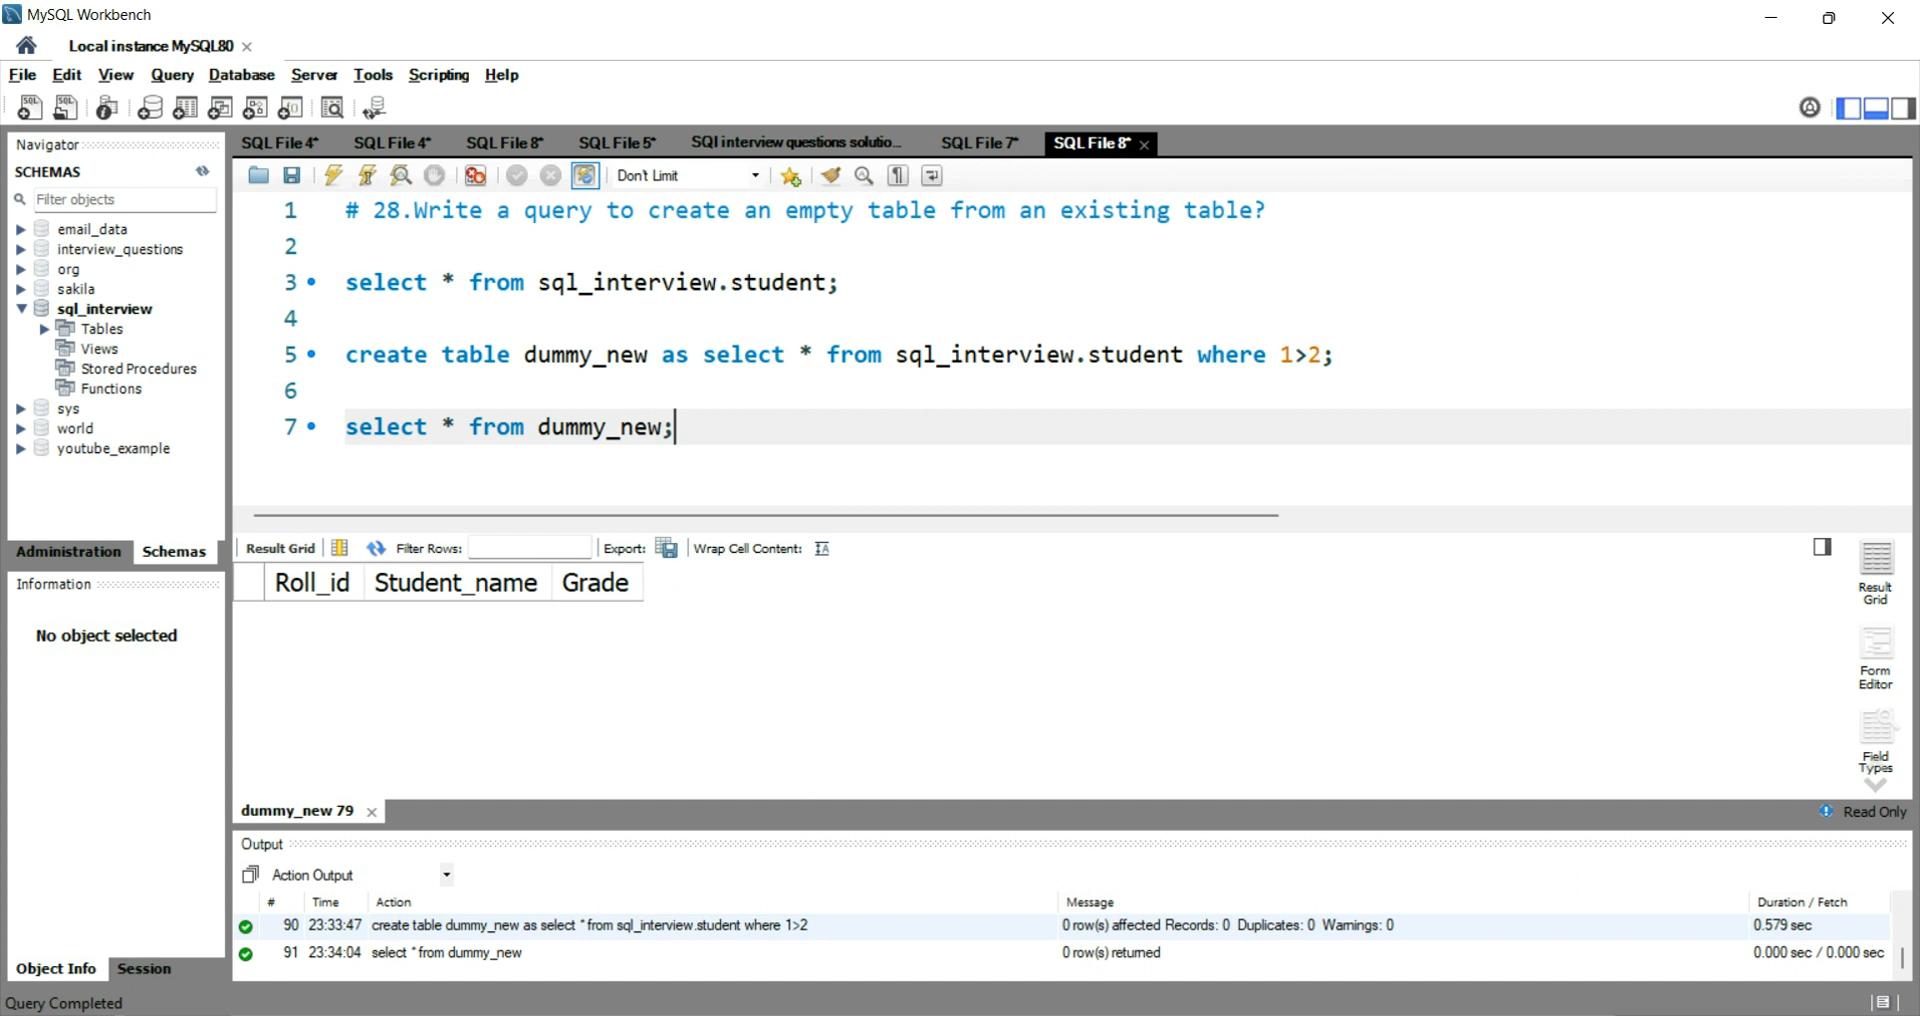 MySQL Workbench
Local instance MySQL80
File Edit View Query Database Server Tools Scripting Help
Navigator
SCHEMAS
Filter objects
email_data
interview_questions
org
sakila
sql_interview
Tables
Views
Stored Procedures
Functions
sys
world
youtube_example
Administration Schemas
Information
No object selected
Object Info Session
Query Completed
SQL File 4* SQL File 4* SQL File 8* SQL File 5* SQl interview questions solutio... SQL File 7* SQL File 8*
Don't Limit
1 # 28.Write a query to create an empty table from an existing table?
2
3 select * from sql_interview.student;
4
5 create table dummy_new as select * from sql_interview.student where 1>2;
6
7 select * from dummy_new;
Result Grid Filter Rows: Export: Wrap Cell Content:
Roll_id Student_name Grade
Result
Grid
Form
Editor
Field
Types
dummy_new 79
Read Only
Output
Action Output
# Time Action Message Duration / Fetch
90 23:33:47 create table dummy_new as select * from sql_interview.student where 1>2 0 row(s) affected Records: 0 Duplicates: 0 Warnings: 0 0.579 sec
91 23:34:04 select * from dummy_new 0 row(s) returned 0.000 sec / 0.000 sec